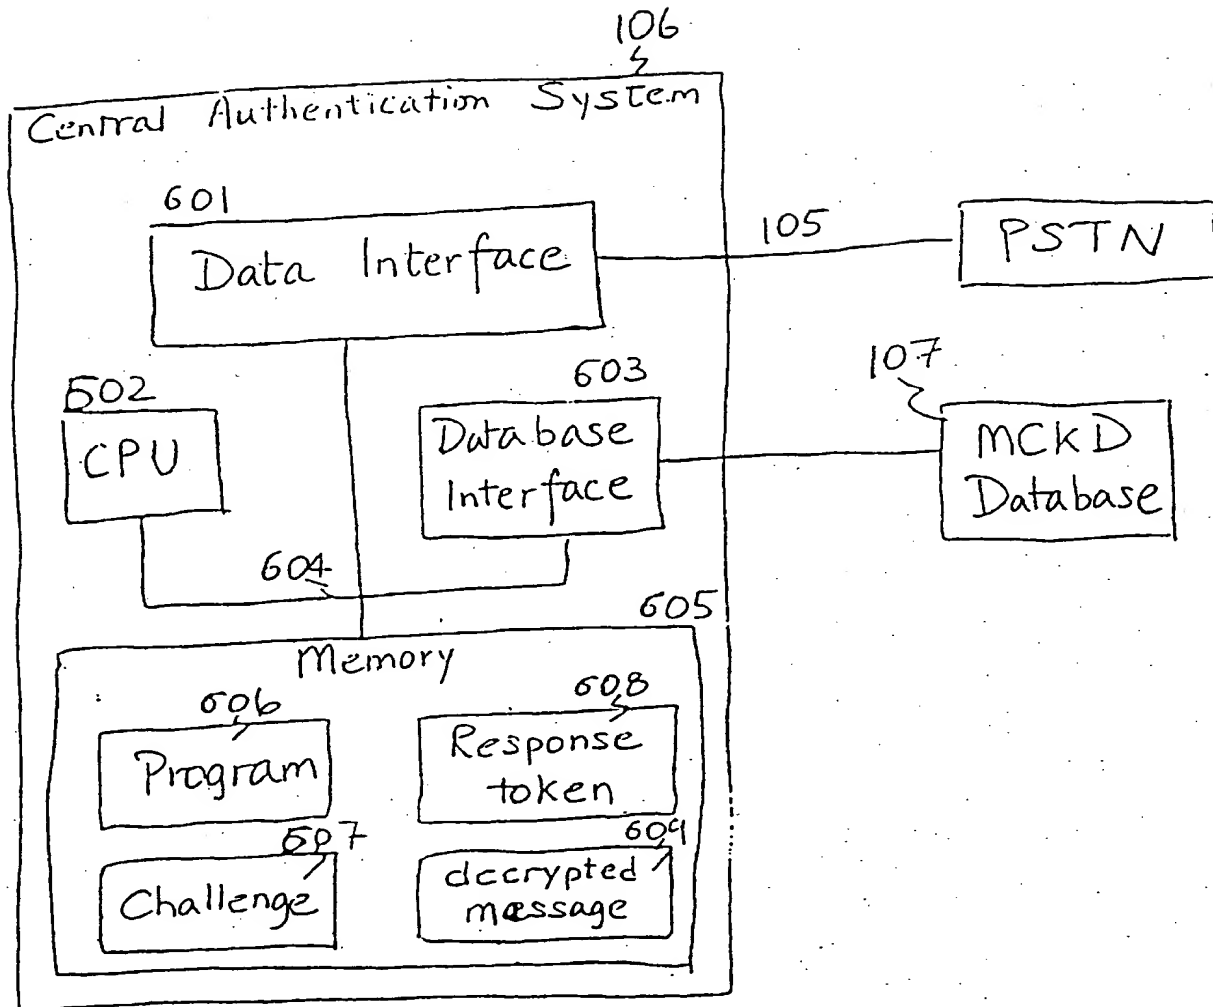 106
Central Authentication System
601
Data Interface
105
PSTN
602
CPU
603
Database
Interface
107
MCKD
Database
604
605
Memory
606
Program
608
Response
token
607
Challenge
609
decrypted
message